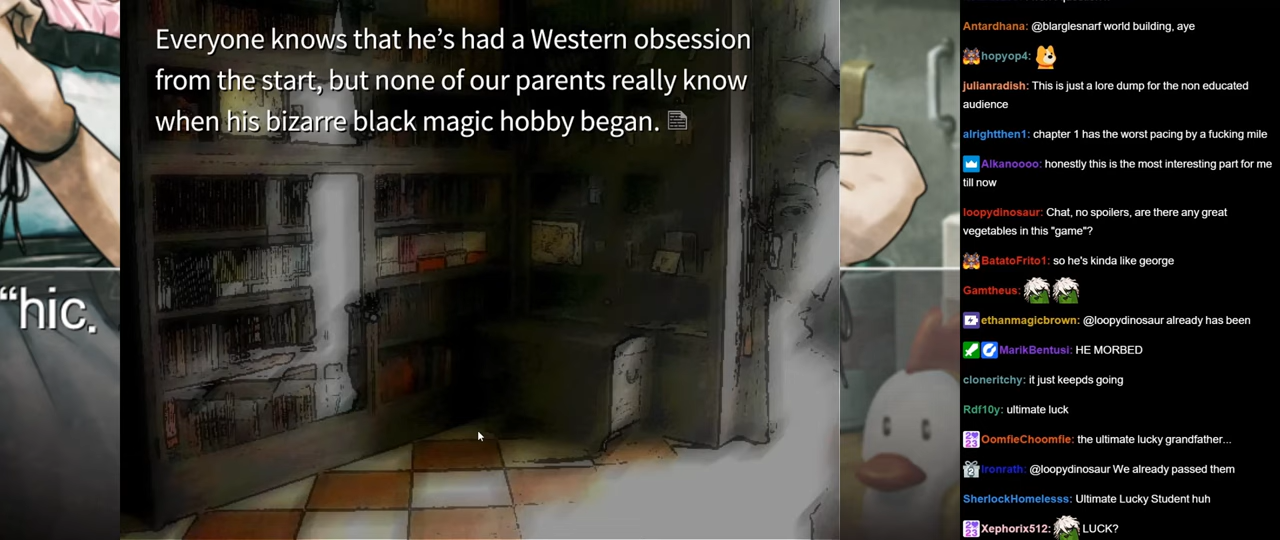 Everyone knows that he's had a Western obsession
from the start, but none of our parents really know
when his bizarre black magic hobby began.
“hic.
Antardhana: @blarglesnarf world building, aye
hopyop4:
julianradish: This is just a lore dump for the non educated
audience
alrightthen1: chapter 1 has the worst pacing by a fucking mile
Alkanoooo: honestly this is the most interesting part for me
till now
loopydinosaur: Chat, no spoilers, are there any great
vegetables in this "game"?
BatatoFrito1: so he's kinda like george
Gamtheus:
ethanmagicbrown: @loopydinosaur already has been
MarikBentusi: HE MORBED
cloneritchy: it just keepds going
Rdf10y: ultimate luck
OomfieChoomfie: the ultimate lucky grandfather...
Ironrath: @loopydinosaur We already passed them
SherlockHomelesss: Ultimate Lucky Student huh
Xephorix512: LUCK?